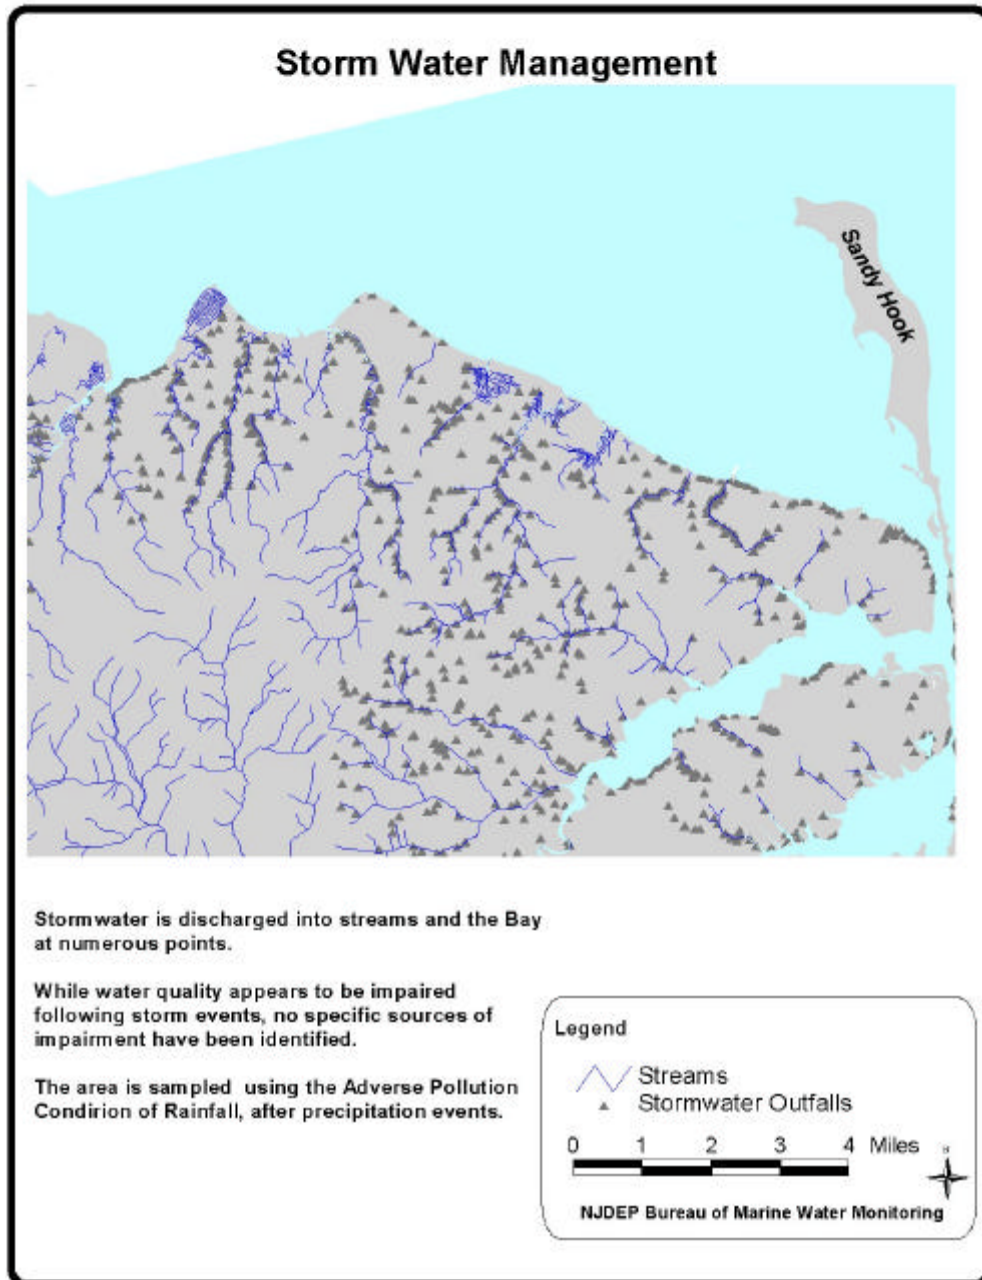 Storm Water Management
Sandy Hook
Stormwater is discharged into streams and the Bay
at numerous points.
While water quality appears to be impaired
following storm events, no specific sources of
impairment have been identified.
The area is sampled using the Adverse Pollution
Condirion of Rainfall, after precipitation events.
Legend
Streams
Stormwater Outfalls
0 1 2 3 4 Miles
N
NJDEP Bureau of Marine Water Monitoring